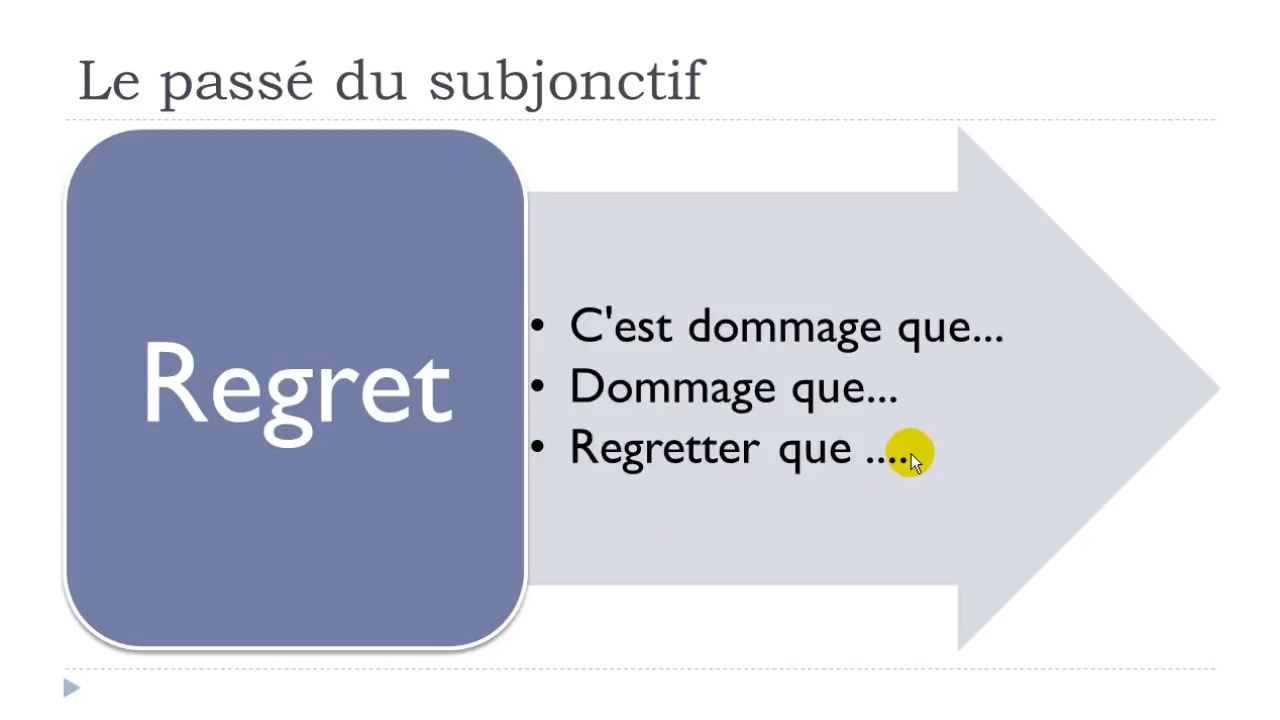 Le passé du subjonctif
Regret
• C'est dommage que...
• Dommage que...
• Regretter que ....